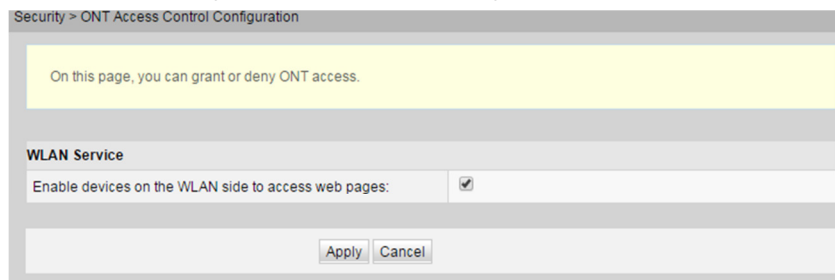 Security > ONT Access Control Configuration
On this page, you can grant or deny ONT access.
WLAN Service
Enable devices on the WLAN side to access web pages:
Apply Cancel